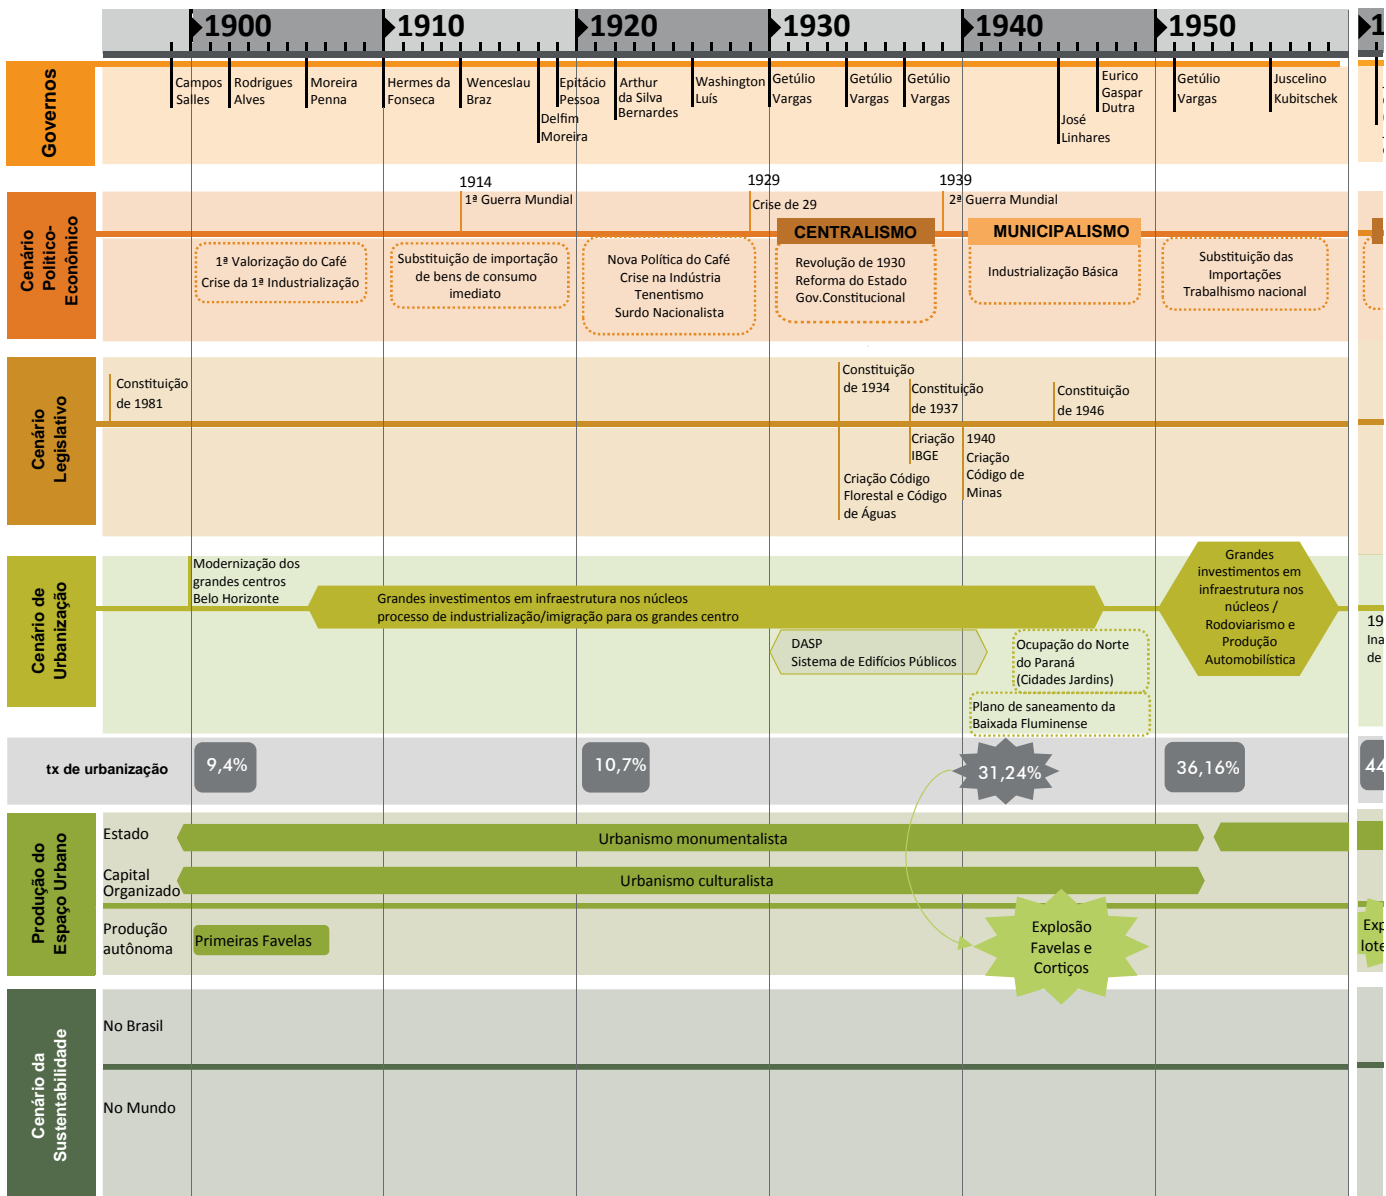 1900
1910
1920
1930
1940
1950
1
Governos
Campos
Salles
Rodrigues
Alves
Moreira
Penna
Hermes da
Fonseca
Wenceslau
Braz
Delfim
Moreira
Epitácio
Pessoa
Arthur
da Silva
Bernardes
Washington
Luís
Getúlio
Vargas
Getúlio
Vargas
Getúlio
Vargas
José
Linhares
Eurico
Gaspar
Dutra
Getúlio
Vargas
Juscelino
Kubitschek
Cenário
Político-
Econômico
1914
1ª Guerra Mundial
1929
Crise de 29
1939
2ª Guerra Mundial
CENTRALISMO
MUNICIPALISMO
1ª Valorização do Café
Crise da 1ª Industrialização
Substituição de importação
de bens de consumo
imediato
Nova Política do Café
Crise na Indústria
Tenentismo
Surdo Nacionalista
Revolução de 1930
Reforma do Estado
Gov.Constitucional
Industrialização Básica
Substituição das
Importações
Trabalhismo nacional
Cenário
Legislativo
Constituição
de 1981
Constituição
de 1934
Constituição
de 1937
Constituição
de 1946
Criação
IBGE
1940
Criação
Código de
Minas
Criação Código
Florestal e Código
de Águas
Cenário de
Urbanização
Modernização dos
grandes centros
Belo Horizonte
Grandes investimentos em infraestrutura nos núcleos
processo de industrialização/imigração para os grandes centro
DASP
Sistema de Edifícios Públicos
Ocupação do Norte
do Paraná
(Cidades Jardins)
Plano de saneamento da
Baixada Fluminense
Grandes
investimentos em
infraestrutura nos
núcleos /
Rodoviarismo e
Produção
Automobilística
19
Ina
de
tx de urbanização
9,4%
10,7%
31,24%
36,16%
44
Produção do
Espaço Urbano
Estado
Urbanismo monumentalista
Capital
Organizado
Urbanismo culturalista
Produção
autônoma
Primeiras Favelas
Explosão
Favelas e
Cortiços
Exp
lote
Cenário da
Sustentabilidade
No Brasil
No Mundo